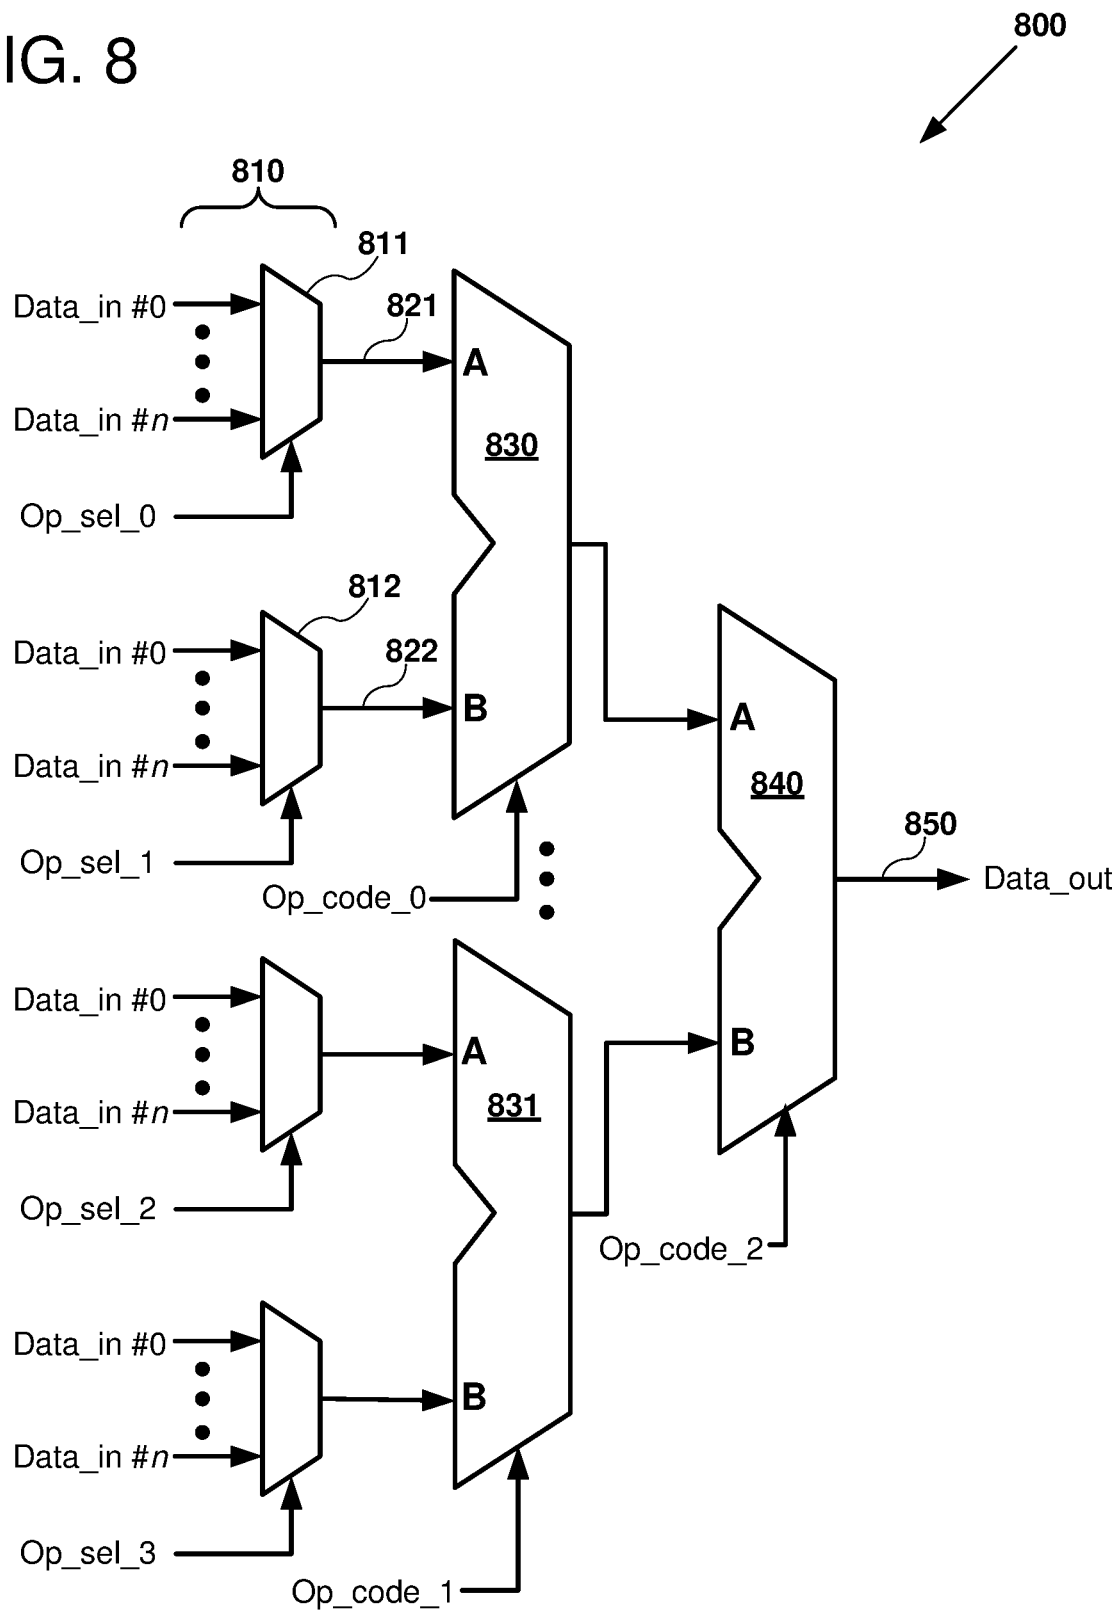 IG. 8
800
810
811
Data_in #0
821
A
Data_in #n
830
Op_sel_0
812
Data_in #0
822
B
Data_in #n
A
840
850
Op_sel_1
Data_out
Op_code_0
Data_in #0
A
B
831
Data_in #n
Op_sel_2
Op_code_2
Data_in #0
B
Data_in #n
Op_sel_3
Op_code_1